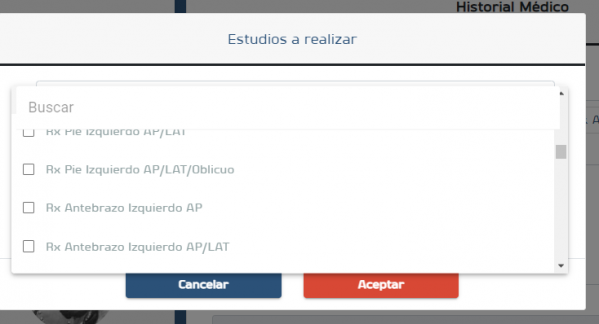 Historial Médico
Estudios a realizar
Buscar
Rx Pie Izquierdo AP/LAT
Rx Pie Izquierdo AP/LAT/Oblicuo
Rx Antebrazo Izquierdo AP
Rx Antebrazo Izquierdo AP/LAT
Cancelar
Aceptar